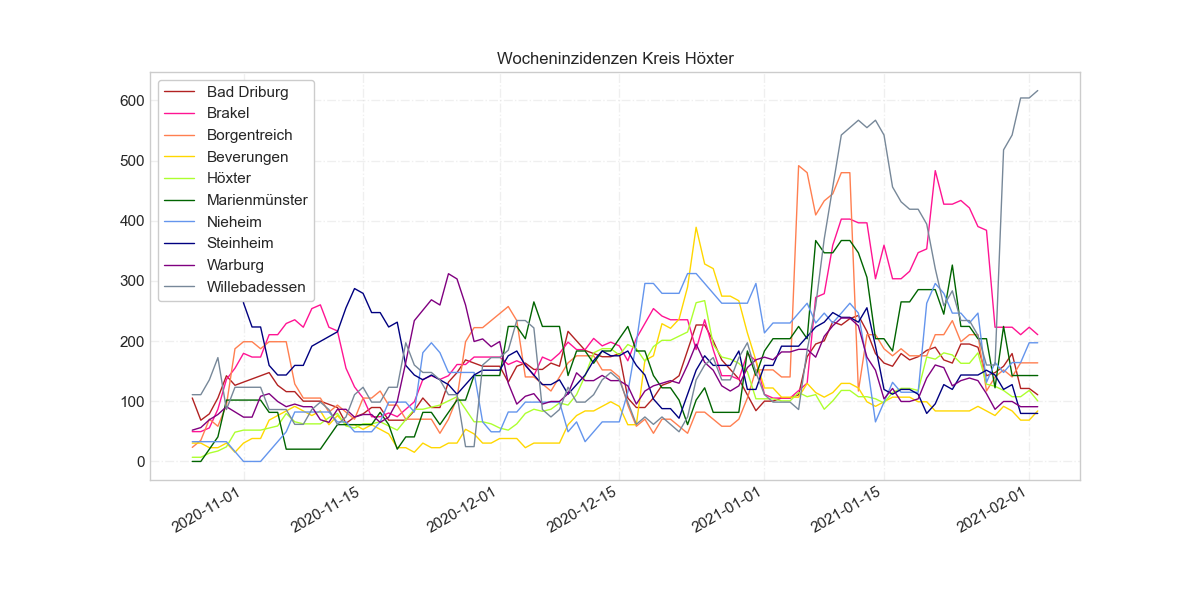 Wocheninzidenzen Kreis Höxter
600
500
400
300
200
100
0
Bad Driburg
Brakel
Borgentreich
Beverungen
Höxter
Marienmünster
Nieheim
Steinheim
Warburg
Willebadessen
2020-11-01
2020-11-15
2020-12-01
2020-12-15
2021-01-01
2021-01-15
2021-02-01